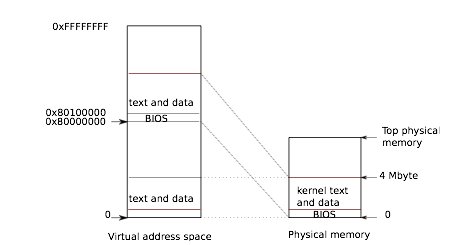 0xFFFFFFFF
text and data
0x80100000
BIOS
0x80000000
Top physical
memory
4 Mbyte
kernel text
and data
text and data
BIOS
0
0
Virtual address space
Physical memory